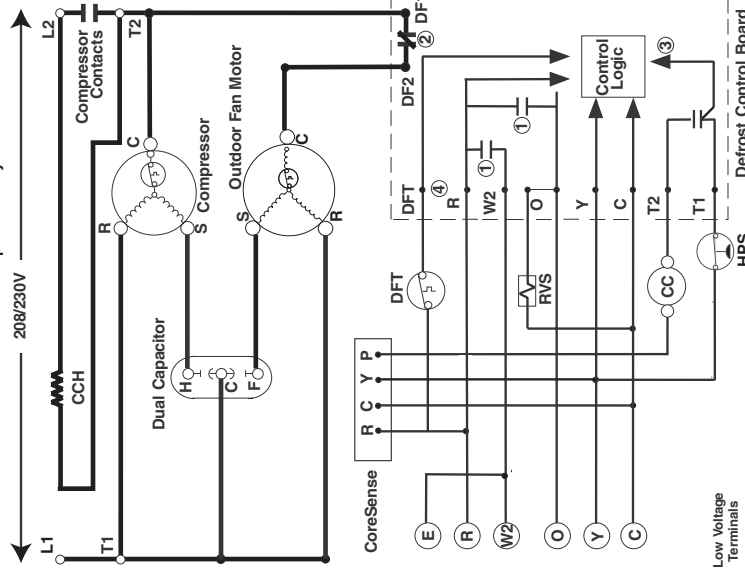 208/230V
L1
L2
CCH
Compressor
Contacts
T1
T2
R
C
S
Compressor
Dual Capacitor
H
C
F
Outdoor Fan Motor
S
C
R
CoreSense
R
C
Y
P
DFT
DF2
2
DFT
4
E
R
R
1
W2
W2
1
O
RVS
O
Y
Y
C
C
Control
Logic
3
CC
T2
T1
HPS
Defrost Control Board
Low Voltage
Terminals